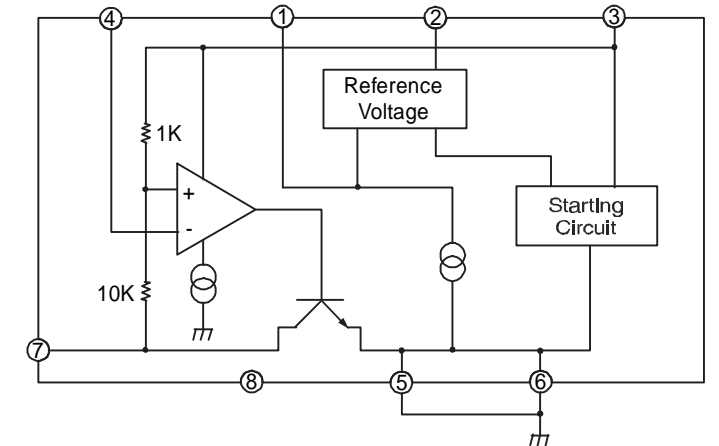 4
1
2
3
Reference
Voltage
1K
+
-
Starting
Circuit
10K
7
8
5
6